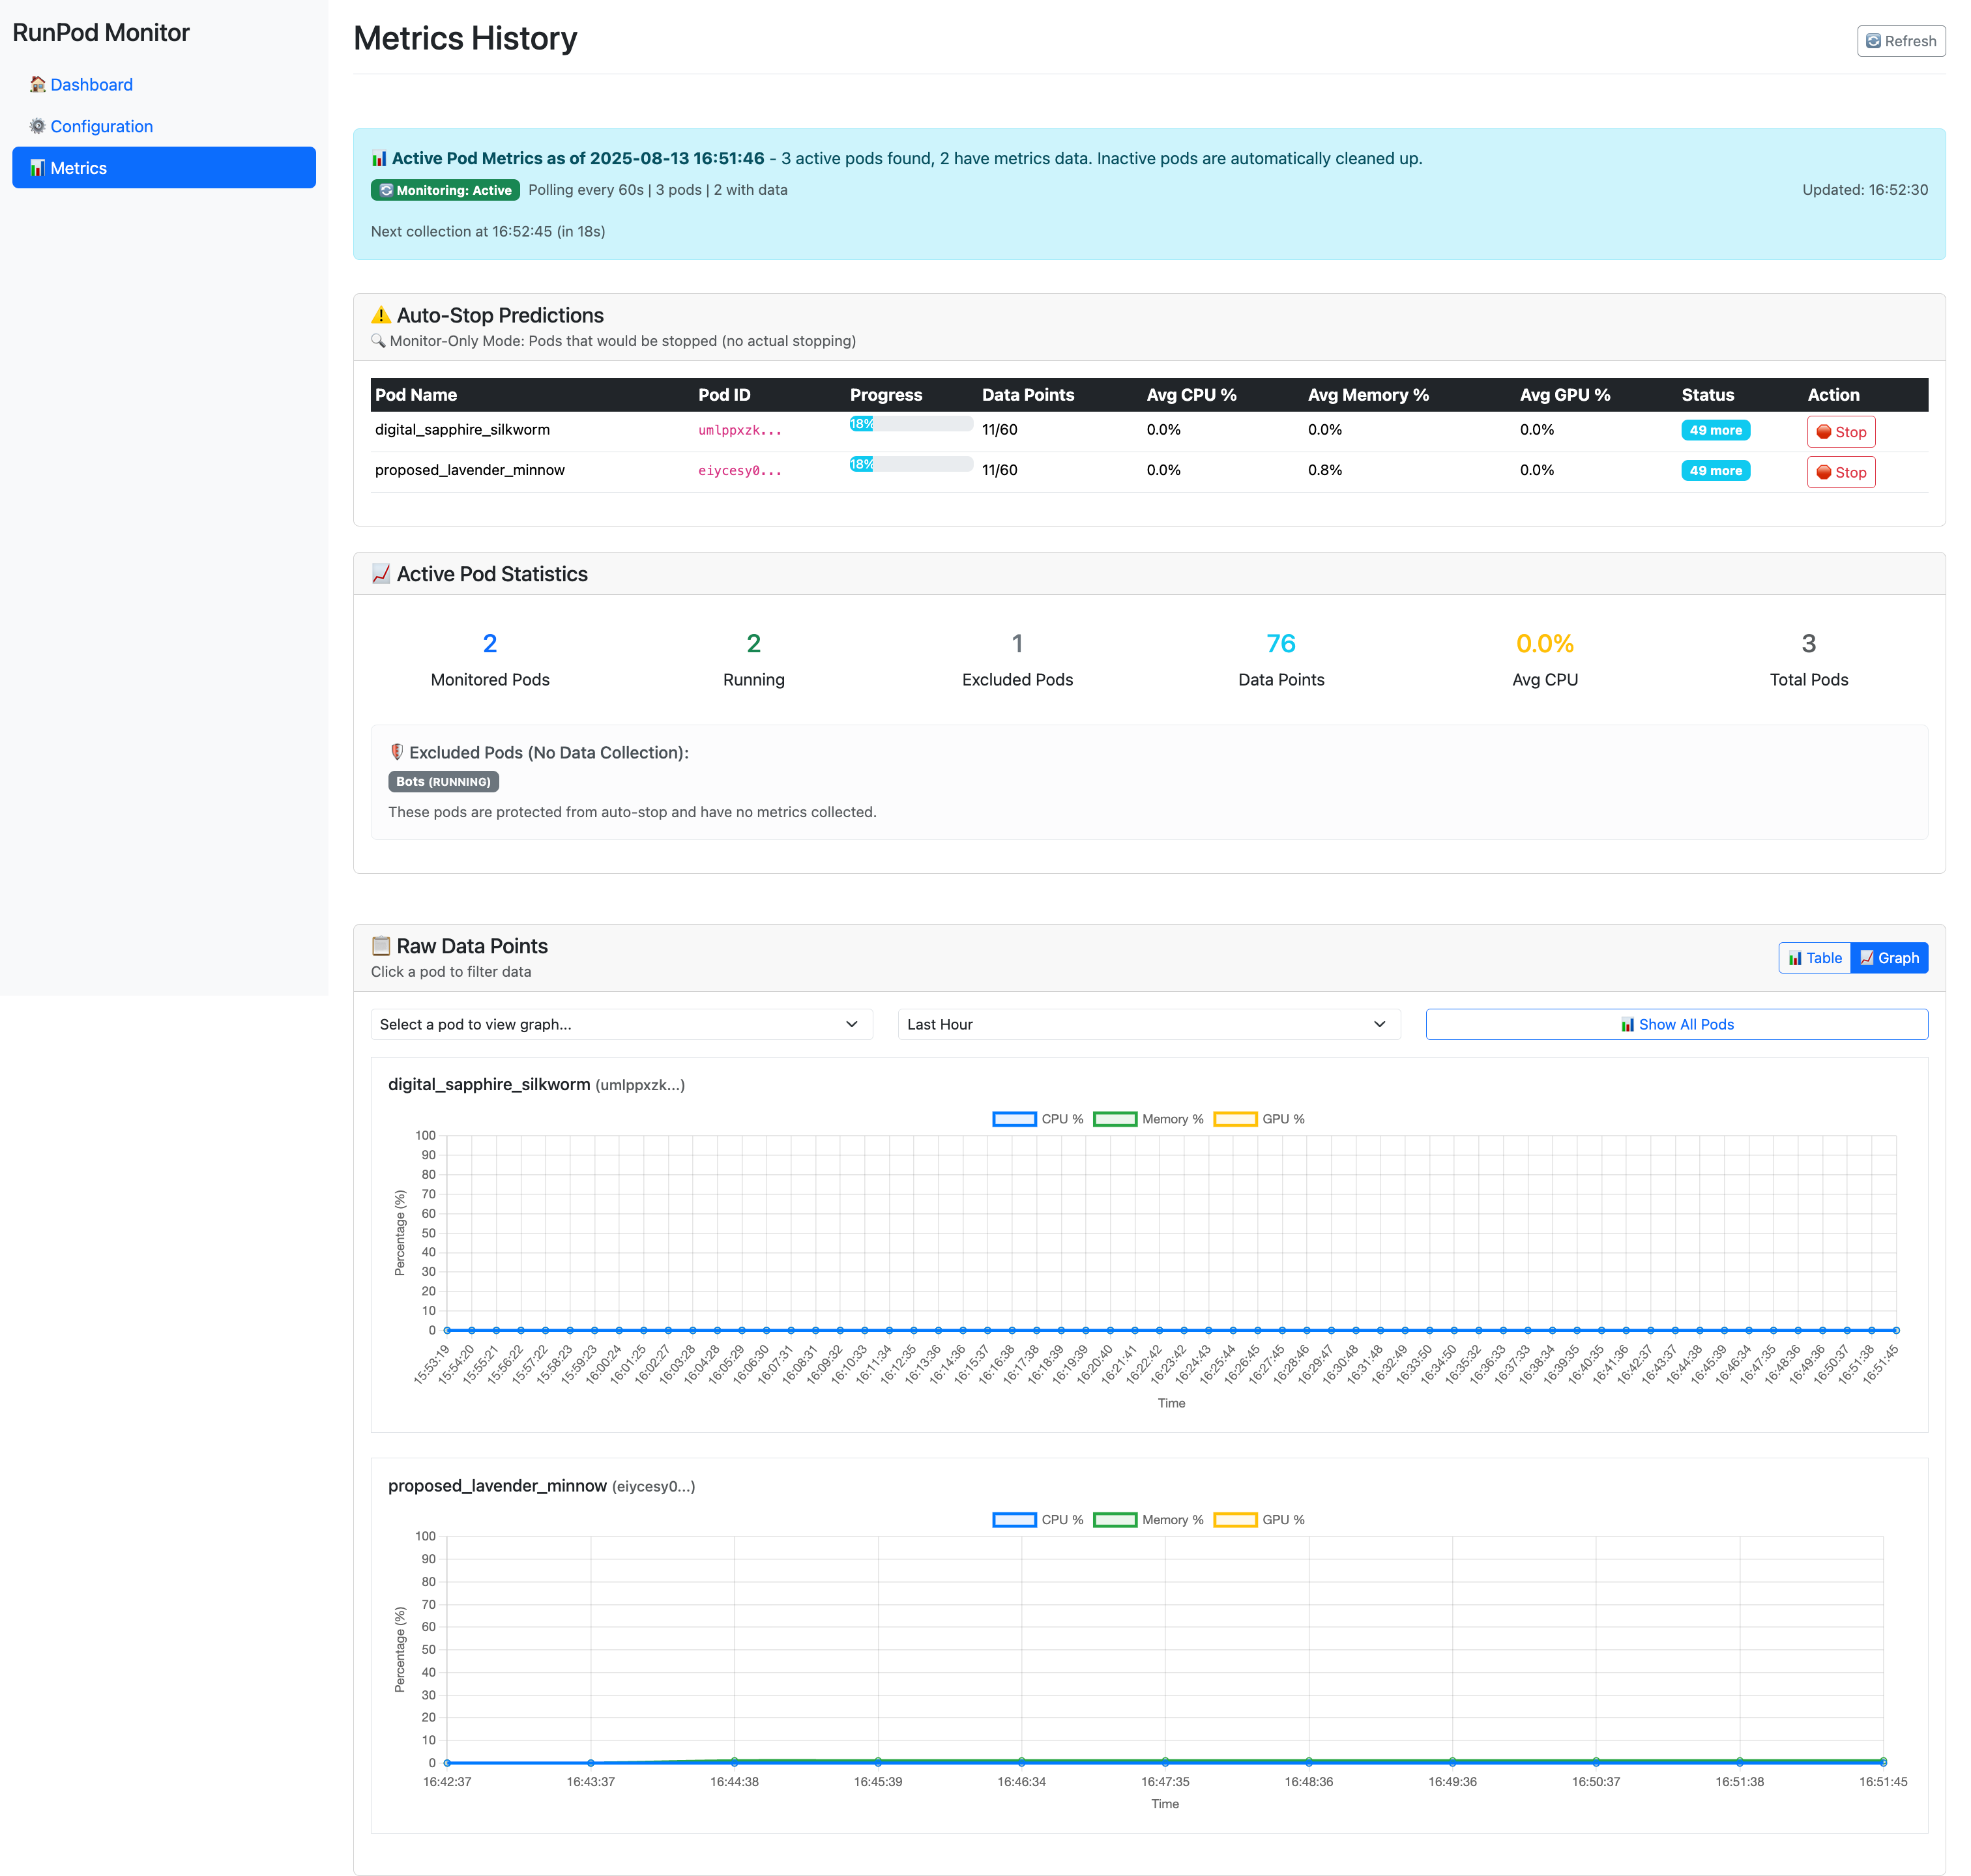 RunPod Monitor
Dashboard
Configuration
Metrics
Metrics History
Refresh
Active Pod Metrics as of 2025-08-13 16:51:46 - 3 active pods found, 2 have metrics data. Inactive pods are automatically cleaned up.
Monitoring: Active Polling every 60s | 3 pods | 2 with data
Updated: 16:52:30
Next collection at 16:52:45 (in 18s)
Auto-Stop Predictions
Monitor-Only Mode: Pods that would be stopped (no actual stopping)
Pod Name Pod ID Progress Data Points Avg CPU % Avg Memory % Avg GPU % Status Action
digital_sapphire_silkworm umlppxzk... 18% 11/60 0.0% 0.0% 0.0% 49 more Stop
proposed_lavender_minnow eiycesy0... 18% 11/60 0.0% 0.8% 0.0% 49 more Stop
Active Pod Statistics
2 2 1 76 0.0% 3
Monitored Pods Running Excluded Pods Data Points Avg CPU Total Pods
Excluded Pods (No Data Collection):
Bots (RUNNING)
These pods are protected from auto-stop and have no metrics collected.
Raw Data Points
Click a pod to filter data
Table Graph
Select a pod to view graph... Last Hour Show All Pods
digital_sapphire_silkworm (umlppxzk...)
CPU % Memory % GPU %
Percentage (%)
100
90
80
70
60
50
40
30
20
10
0
15:53:19 15:54:20 15:55:21 15:56:22 15:57:22 15:58:23 15:59:23 16:00:24 16:01:25 16:02:27 16:03:28 16:04:28 16:05:29 16:06:30 16:07:31 16:08:31 16:09:32 16:10:33 16:11:34 16:12:35 16:13:36 16:14:36 16:15:37 16:16:38 16:17:38 16:18:39 16:19:39 16:20:40 16:21:41 16:22:42 16:23:42 16:24:43 16:25:44 16:26:45 16:27:45 16:28:46 16:29:47 16:30:48 16:31:48 16:32:49 16:33:50 16:34:50 16:35:32 16:36:33 16:37:33 16:38:34 16:39:35 16:40:35 16:41:36 16:42:37 16:43:37 16:44:38 16:45:39 16:46:34 16:47:35 16:48:36 16:49:36 16:50:37 16:51:38 16:51:45
Time
proposed_lavender_minnow (eiycesy0...)
CPU % Memory % GPU %
Percentage (%)
100
90
80
70
60
50
40
30
20
10
0
16:42:37 16:43:37 16:44:38 16:45:39 16:46:34 16:47:35 16:48:36 16:49:36 16:50:37 16:51:38 16:51:45
Time